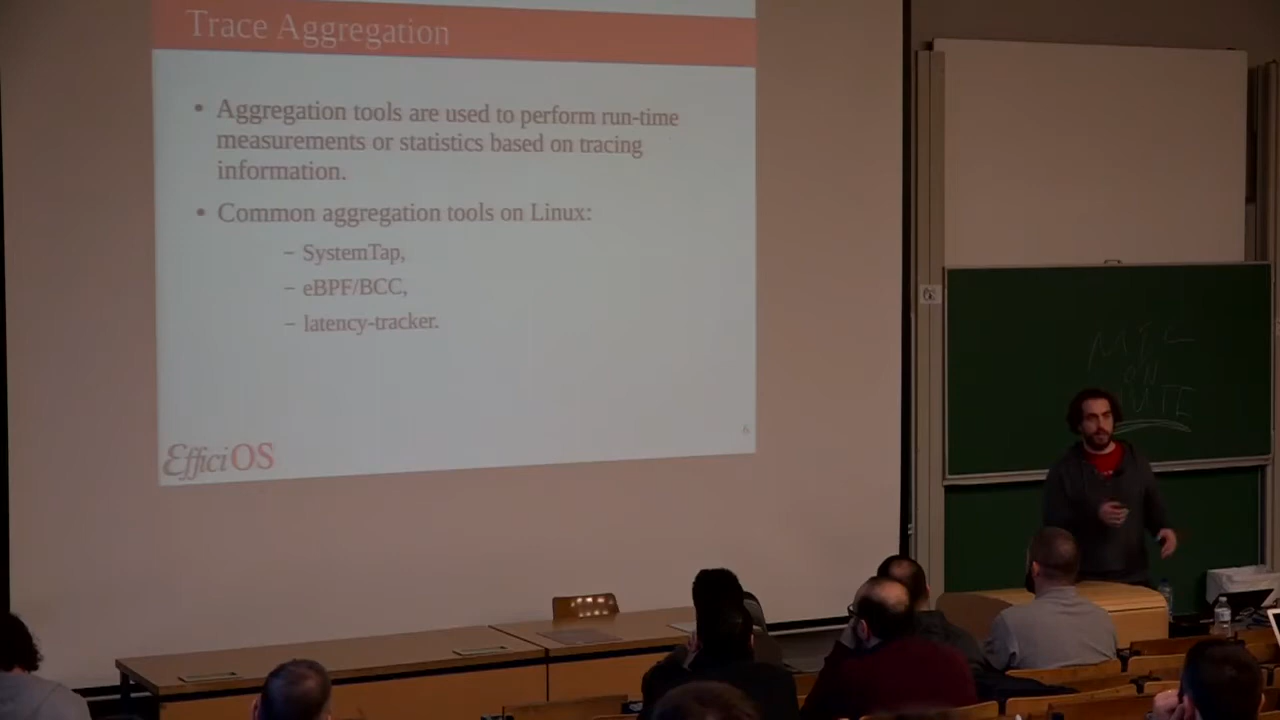 Trace Aggregation
• Aggregation tools are used to perform run-time
measurements or statistics based on tracing
information.
• Common aggregation tools on Linux:
– SystemTap,
– eBPF/BCC,
– latency-tracker.
6
EfficiOS